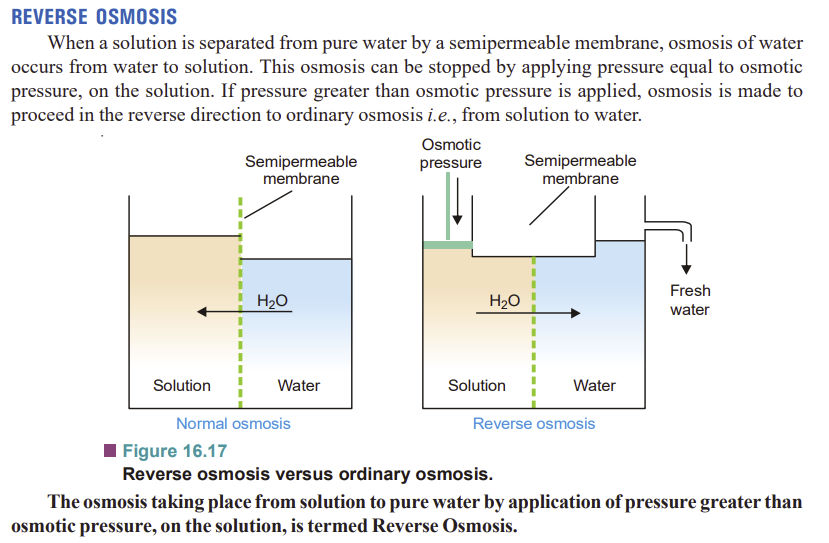 REVERSE OSMOSIS
When a solution is separated from pure water by a semipermeable membrane, osmosis of water
occurs from water to solution. This osmosis can be stopped by applying pressure equal to osmotic
pressure, on the solution. If pressure greater than osmotic pressure is applied, osmosis is made to
proceed in the reverse direction to ordinary osmosis i.e., from solution to water.
Semipermeable
membrane
H₂O
Solution
Water
Normal osmosis
Osmotic
pressure
Semipermeable
membrane
H₂O
Fresh
water
Solution
Water
Reverse osmosis
Figure 16.17
Reverse osmosis versus ordinary osmosis.
The osmosis taking place from solution to pure water by application of pressure greater than
osmotic pressure, on the solution, is termed Reverse Osmosis.